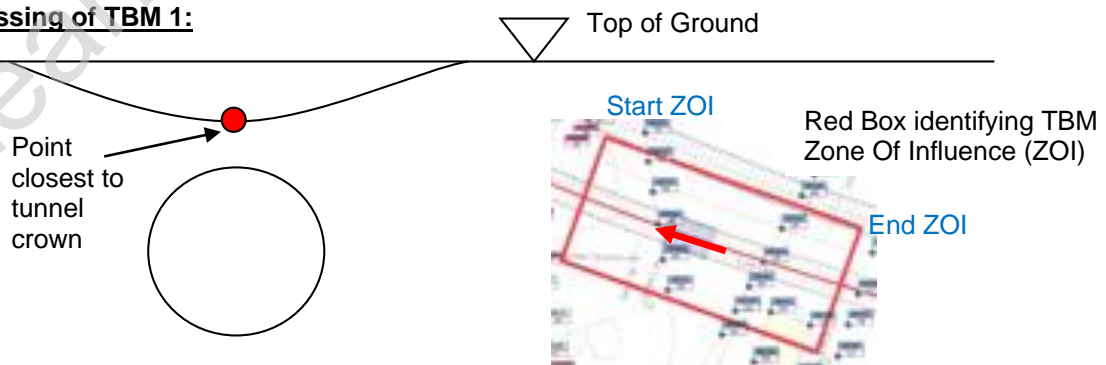 ssing of TBM 1:
Top of Ground
Start ZOI
Red Box identifying TBM
Zone Of Influence (ZOI)
Point
closest to
tunnel
crown
End ZOI